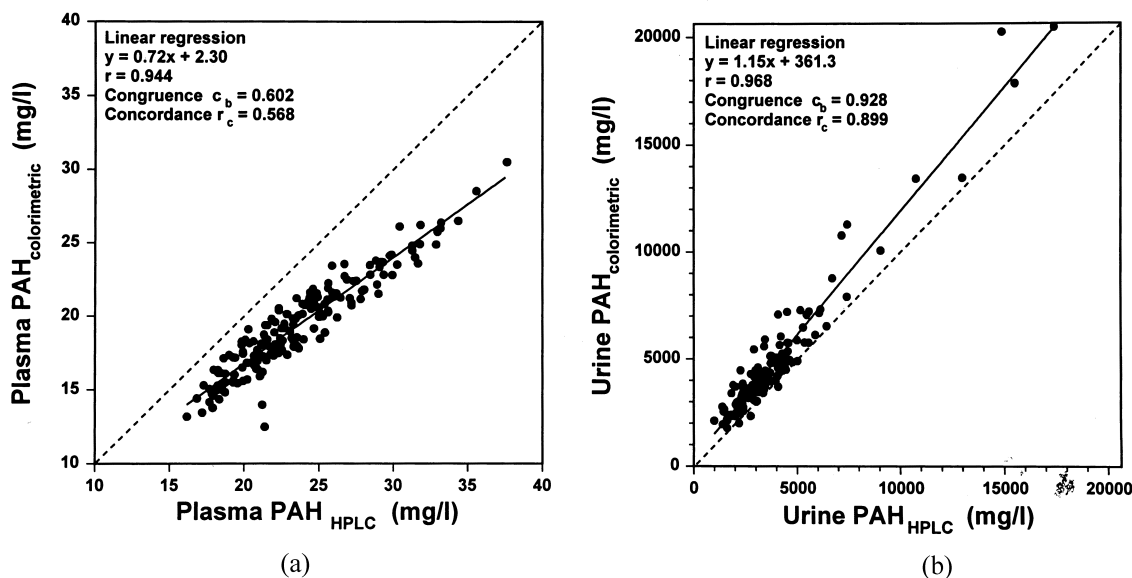 Linear regression
y = 0.72x + 2.30
r = 0.944
Congruence c_b = 0.602
Concordance r_c = 0.568
Plasma PAH_colorimetric (mg/l)
40
35
30
25
20
15
10
10 15 20 25 30 35 40
Plasma PAH_HPLC (mg/l)
(a)
Linear regression
y = 1.15x + 361.3
r = 0.968
Congruence c_b = 0.928
Concordance r_c = 0.899
Urine PAH_colorimetric (mg/l)
20000
15000
10000
5000
0
0 5000 10000 15000 20000
Urine PAH_HPLC (mg/l)
(b)